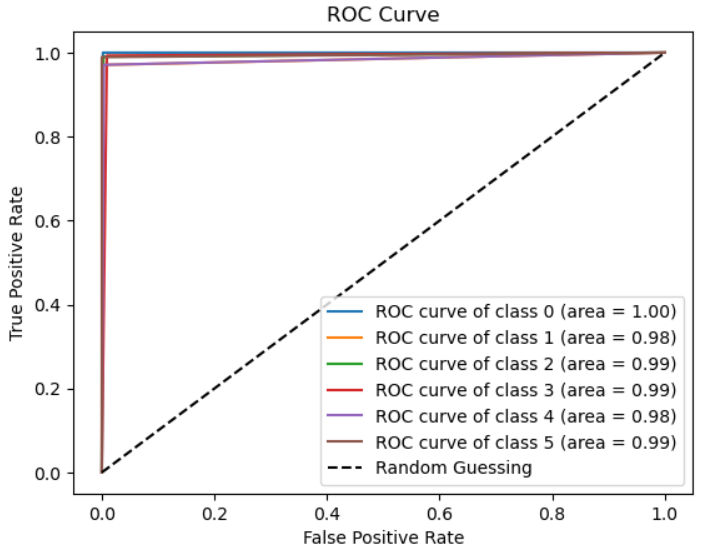 ROC Curve
1.0
0.8
0.6
0.4
0.2
0.0
True Positive Rate
ROC curve of class 0 (area = 1.00)
ROC curve of class 1 (area = 0.98)
ROC curve of class 2 (area = 0.99)
ROC curve of class 3 (area = 0.99)
ROC curve of class 4 (area = 0.98)
ROC curve of class 5 (area = 0.99)
Random Guessing
0.0 0.2 0.4 0.6 0.8 1.0
False Positive Rate